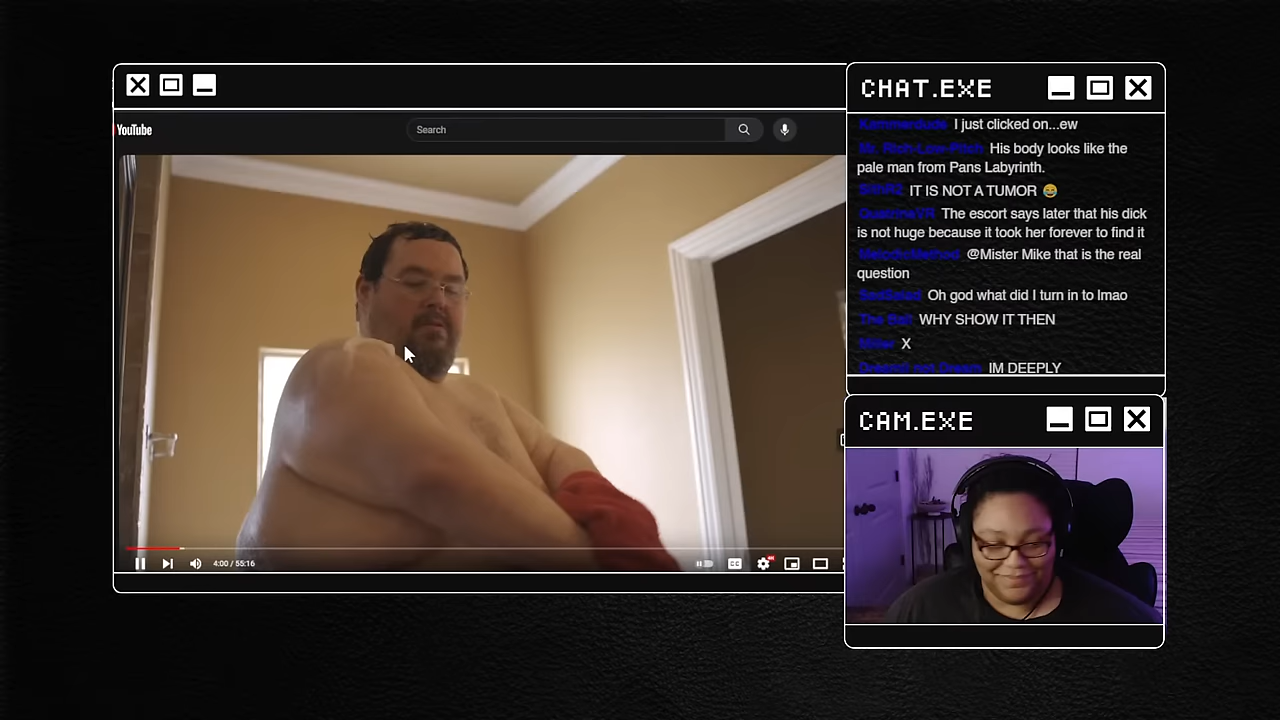 CHAT.EXE
YouTube
Search
I just clicked on...ew
His body looks like the
pale man from Pans Labyrinth.
IT IS NOT A TUMOR 😂
The escort says later that his dick
is not huge because it took her forever to find it
@Mister Mike that is the real
question
Oh god what did I turn in to lmao
WHY SHOW IT THEN
X
IM DEEPLY
CAM.EXE
4:00 / 55:16
CC